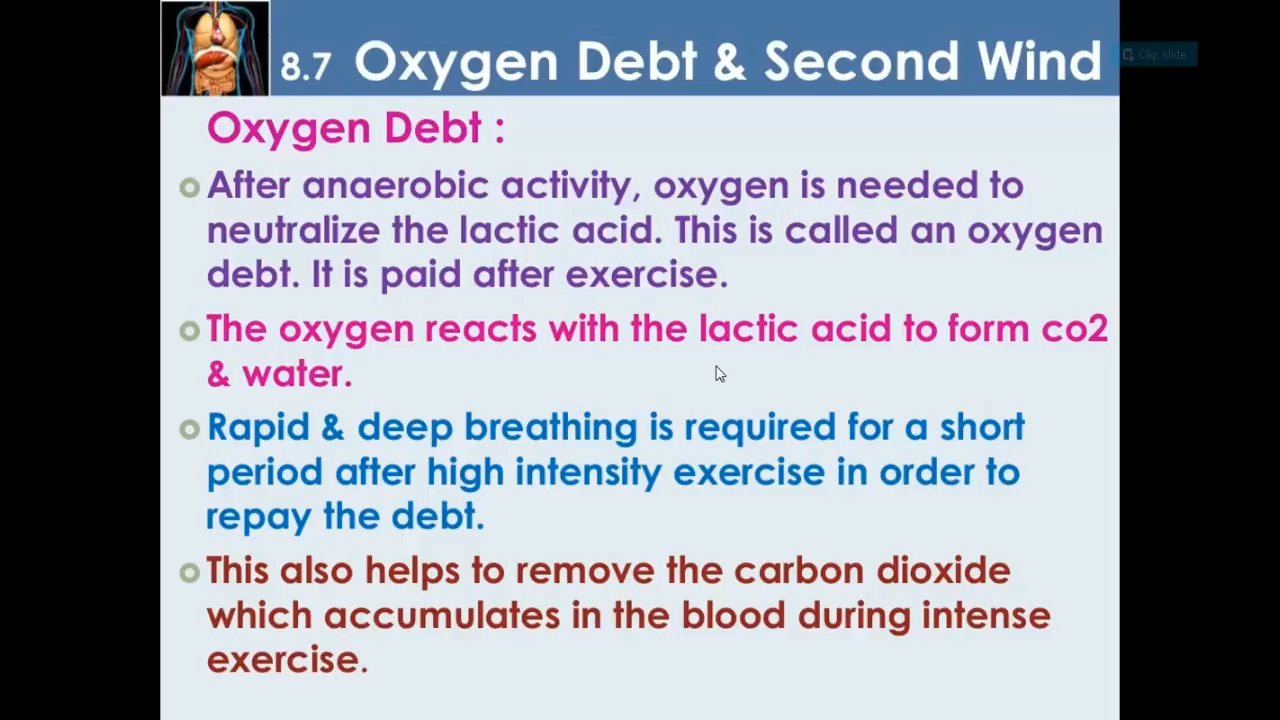 8.7 Oxygen Debt & Second Wind
Clip slide
Oxygen Debt :
After anaerobic activity, oxygen is needed to
neutralize the lactic acid. This is called an oxygen
debt. It is paid after exercise.
The oxygen reacts with the lactic acid to form co2
& water.
Rapid & deep breathing is required for a short
period after high intensity exercise in order to
repay the debt.
This also helps to remove the carbon dioxide
which accumulates in the blood during intense
exercise.